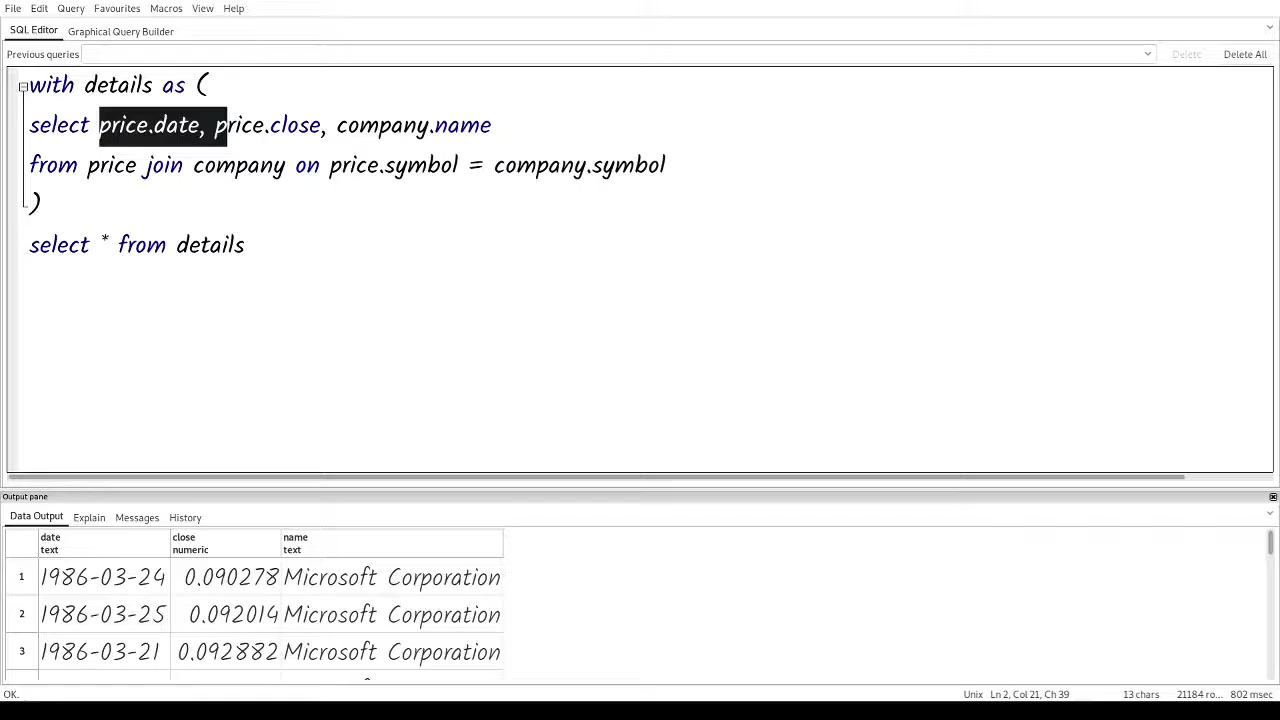 File Edit Query Favourites Macros View Help
SQL Editor Graphical Query Builder
Previous queries Delete Delete All
with details as (
select price.date, price.close, company.name
from price join company on price.symbol = company.symbol
)
select * from details
Output pane
Data Output Explain Messages History
date close name
text numeric text
1 1986-03-24 0.090278 Microsoft Corporation
2 1986-03-25 0.092014 Microsoft Corporation
3 1986-03-21 0.092882 Microsoft Corporation
OK. Unix Ln 2, Col 21, Ch 39 13 chars 21184 ro... 802 msec